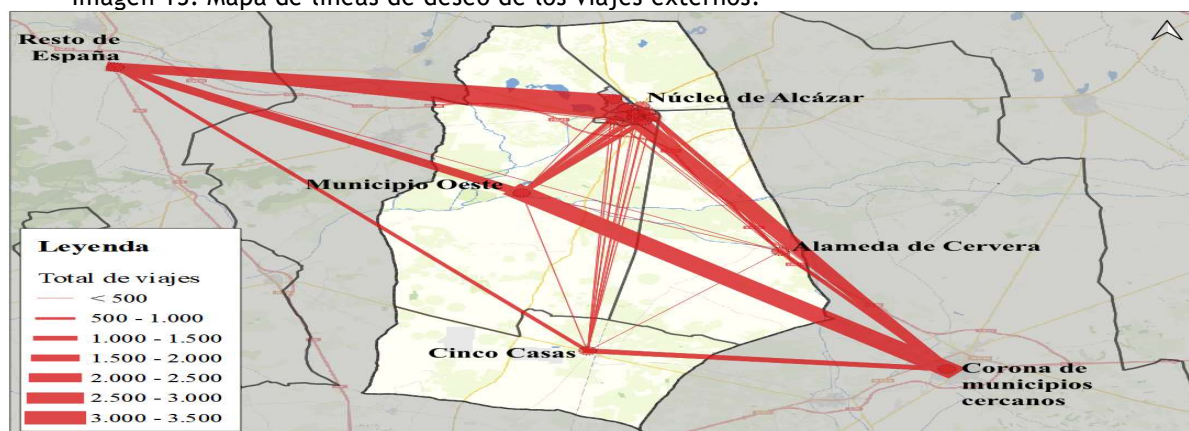 Imagen 13. Mapa de líneas de deseo de los viajes externos.
Resto de
España
Núcleo de Alcázar
Municipio Oeste
Alameda de Cervera
Cinco Casas
Corona de
municipios
cercanos
Leyenda
Total de viajes
< 500
500 - 1.000
1.000 - 1.500
1.500 - 2.000
2.000 - 2.500
2.500 - 3.000
3.000 - 3.500